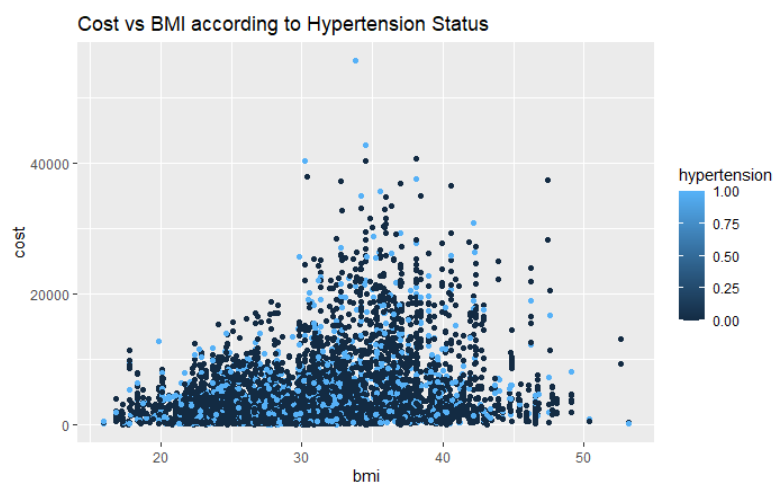 Cost vs BMI according to Hypertension Status
40000
20000
0
cost
20 30 40 50
bmi
hypertension
1.00
0.75
0.50
0.25
0.00